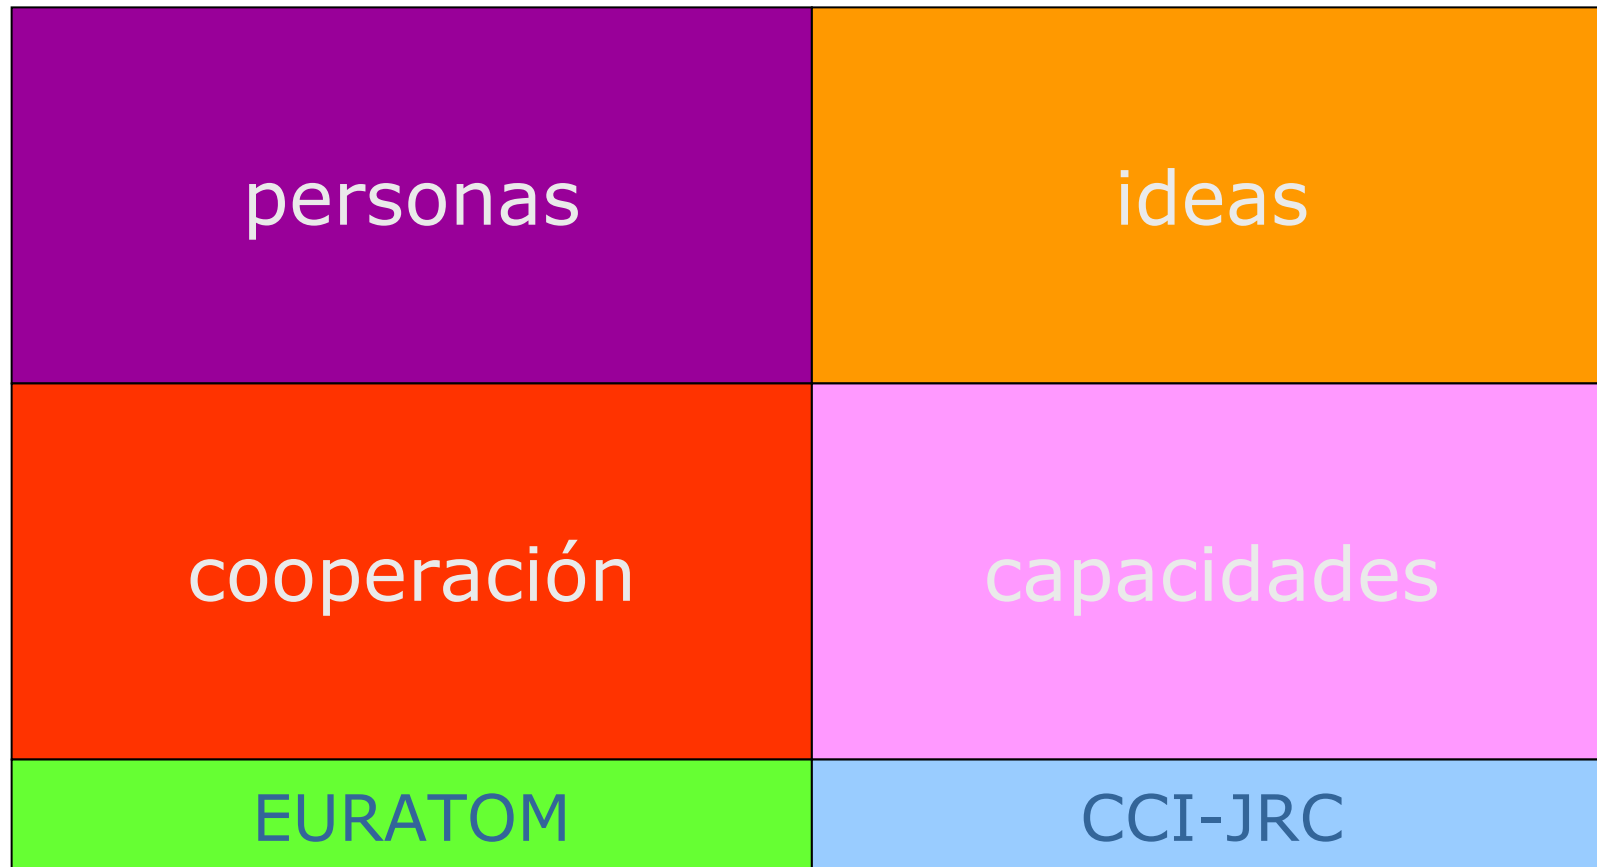 personas
ideas
cooperación
capacidades
EURATOM
CCI-JRC